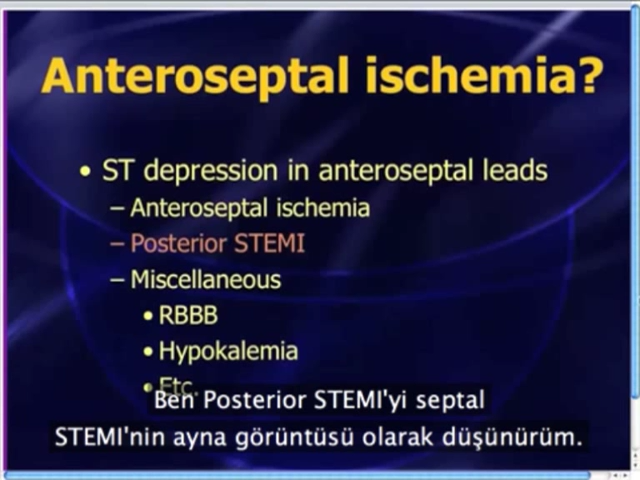 Anteroseptal ischemia?
• ST depression in anteroseptal leads
– Anteroseptal ischemia
– Posterior STEMI
– Miscellaneous
• RBBB
• Hypokalemia
• Etc.
Ben Posterior STEMI'yi septal
STEMI'nin ayna görüntüsü olarak düşünürüm.